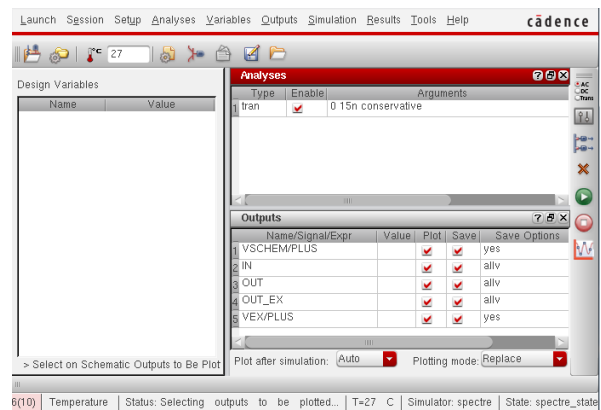 Launch Session Setup Analyses Variables Outputs Simulation Results Tools Help cādence
27
Design Variables
Name Value
> Select on Schematic Outputs to Be Plot
Analyses
Type Enable Arguments
1 tran 0 15n conservative
Outputs
Name/Signal/Expr Value Plot Save Save Options
1 VSCHEM/PLUS yes
2 IN allv
3 OUT allv
4 OUT_EX allv
5 VEX/PLUS yes
Plot after simulation: Auto Plotting mode: Replace
AC
DC
Trans
6(10) Temperature Status: Selecting outputs to be plotted... T=27 C Simulator: spectre State: spectre_state